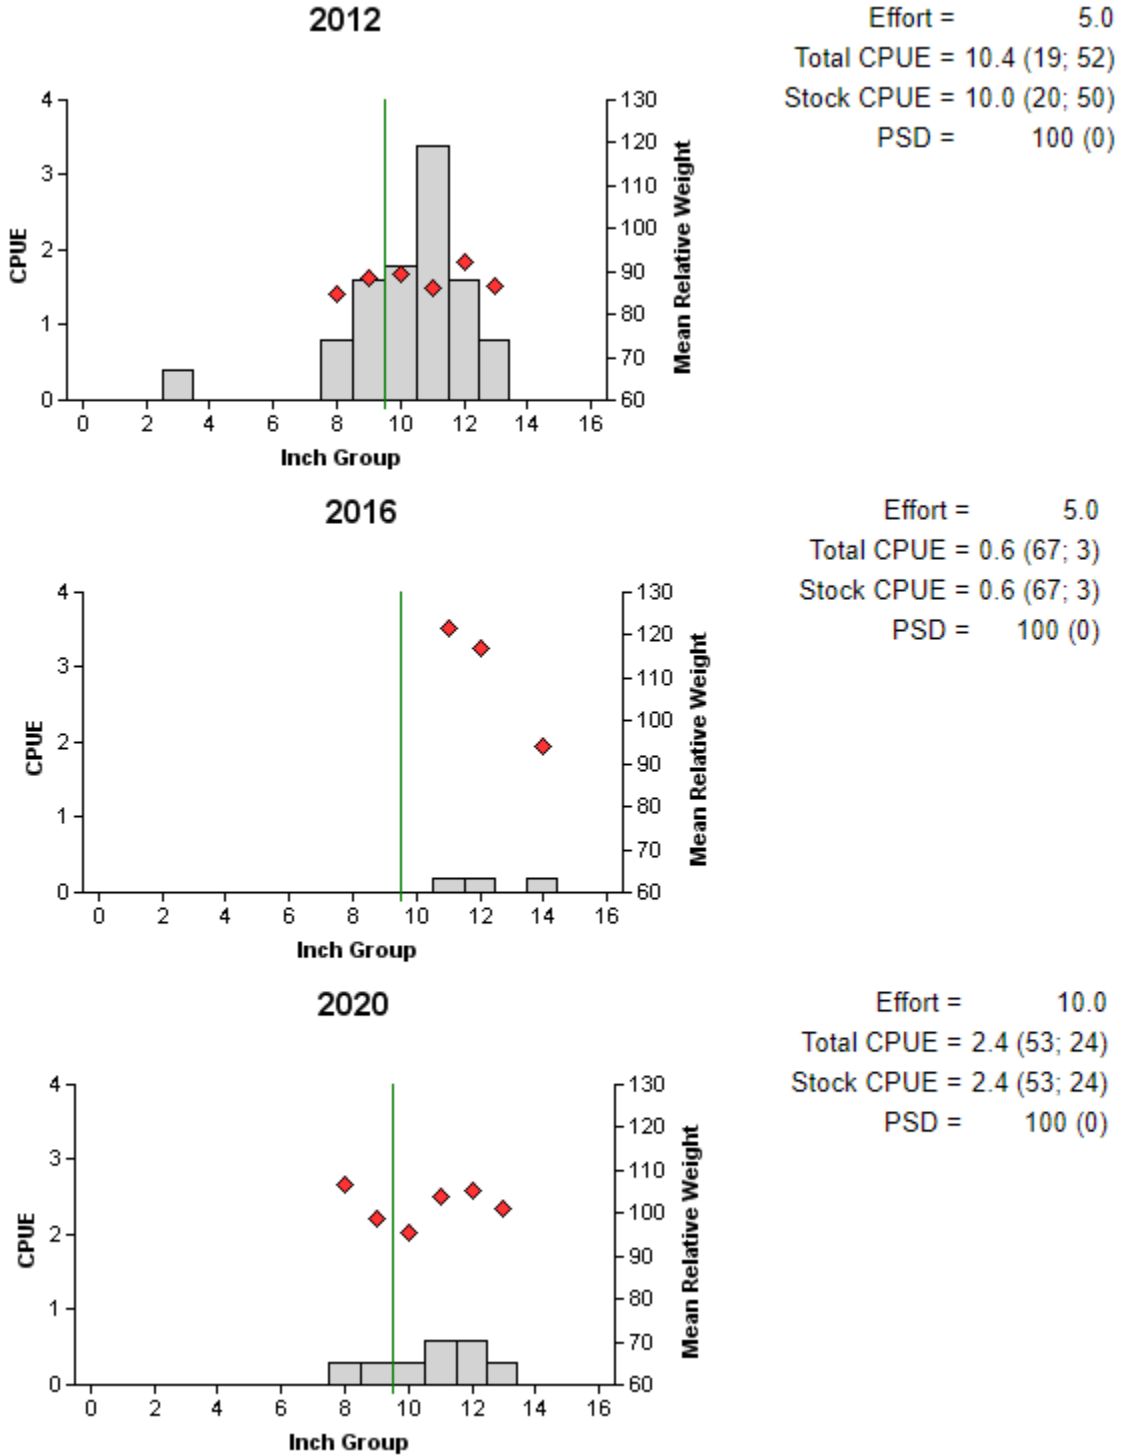 2012
Effort = 5.0
Total CPUE = 10.4 (19; 52)
Stock CPUE = 10.0 (20; 50)
PSD = 100 (0)
4
3
2
1
0
CPUE
130
120
110
100
90
80
70
60
Mean Relative Weight
0 2 4 6 8 10 12 14 16
Inch Group
2016
Effort = 5.0
Total CPUE = 0.6 (67; 3)
Stock CPUE = 0.6 (67; 3)
PSD = 100 (0)
4
3
2
1
0
CPUE
130
120
110
100
90
80
70
60
Mean Relative Weight
0 2 4 6 8 10 12 14 16
Inch Group
2020
Effort = 10.0
Total CPUE = 2.4 (53; 24)
Stock CPUE = 2.4 (53; 24)
PSD = 100 (0)
4
3
2
1
0
CPUE
130
120
110
100
90
80
70
60
Mean Relative Weight
0 2 4 6 8 10 12 14 16
Inch Group